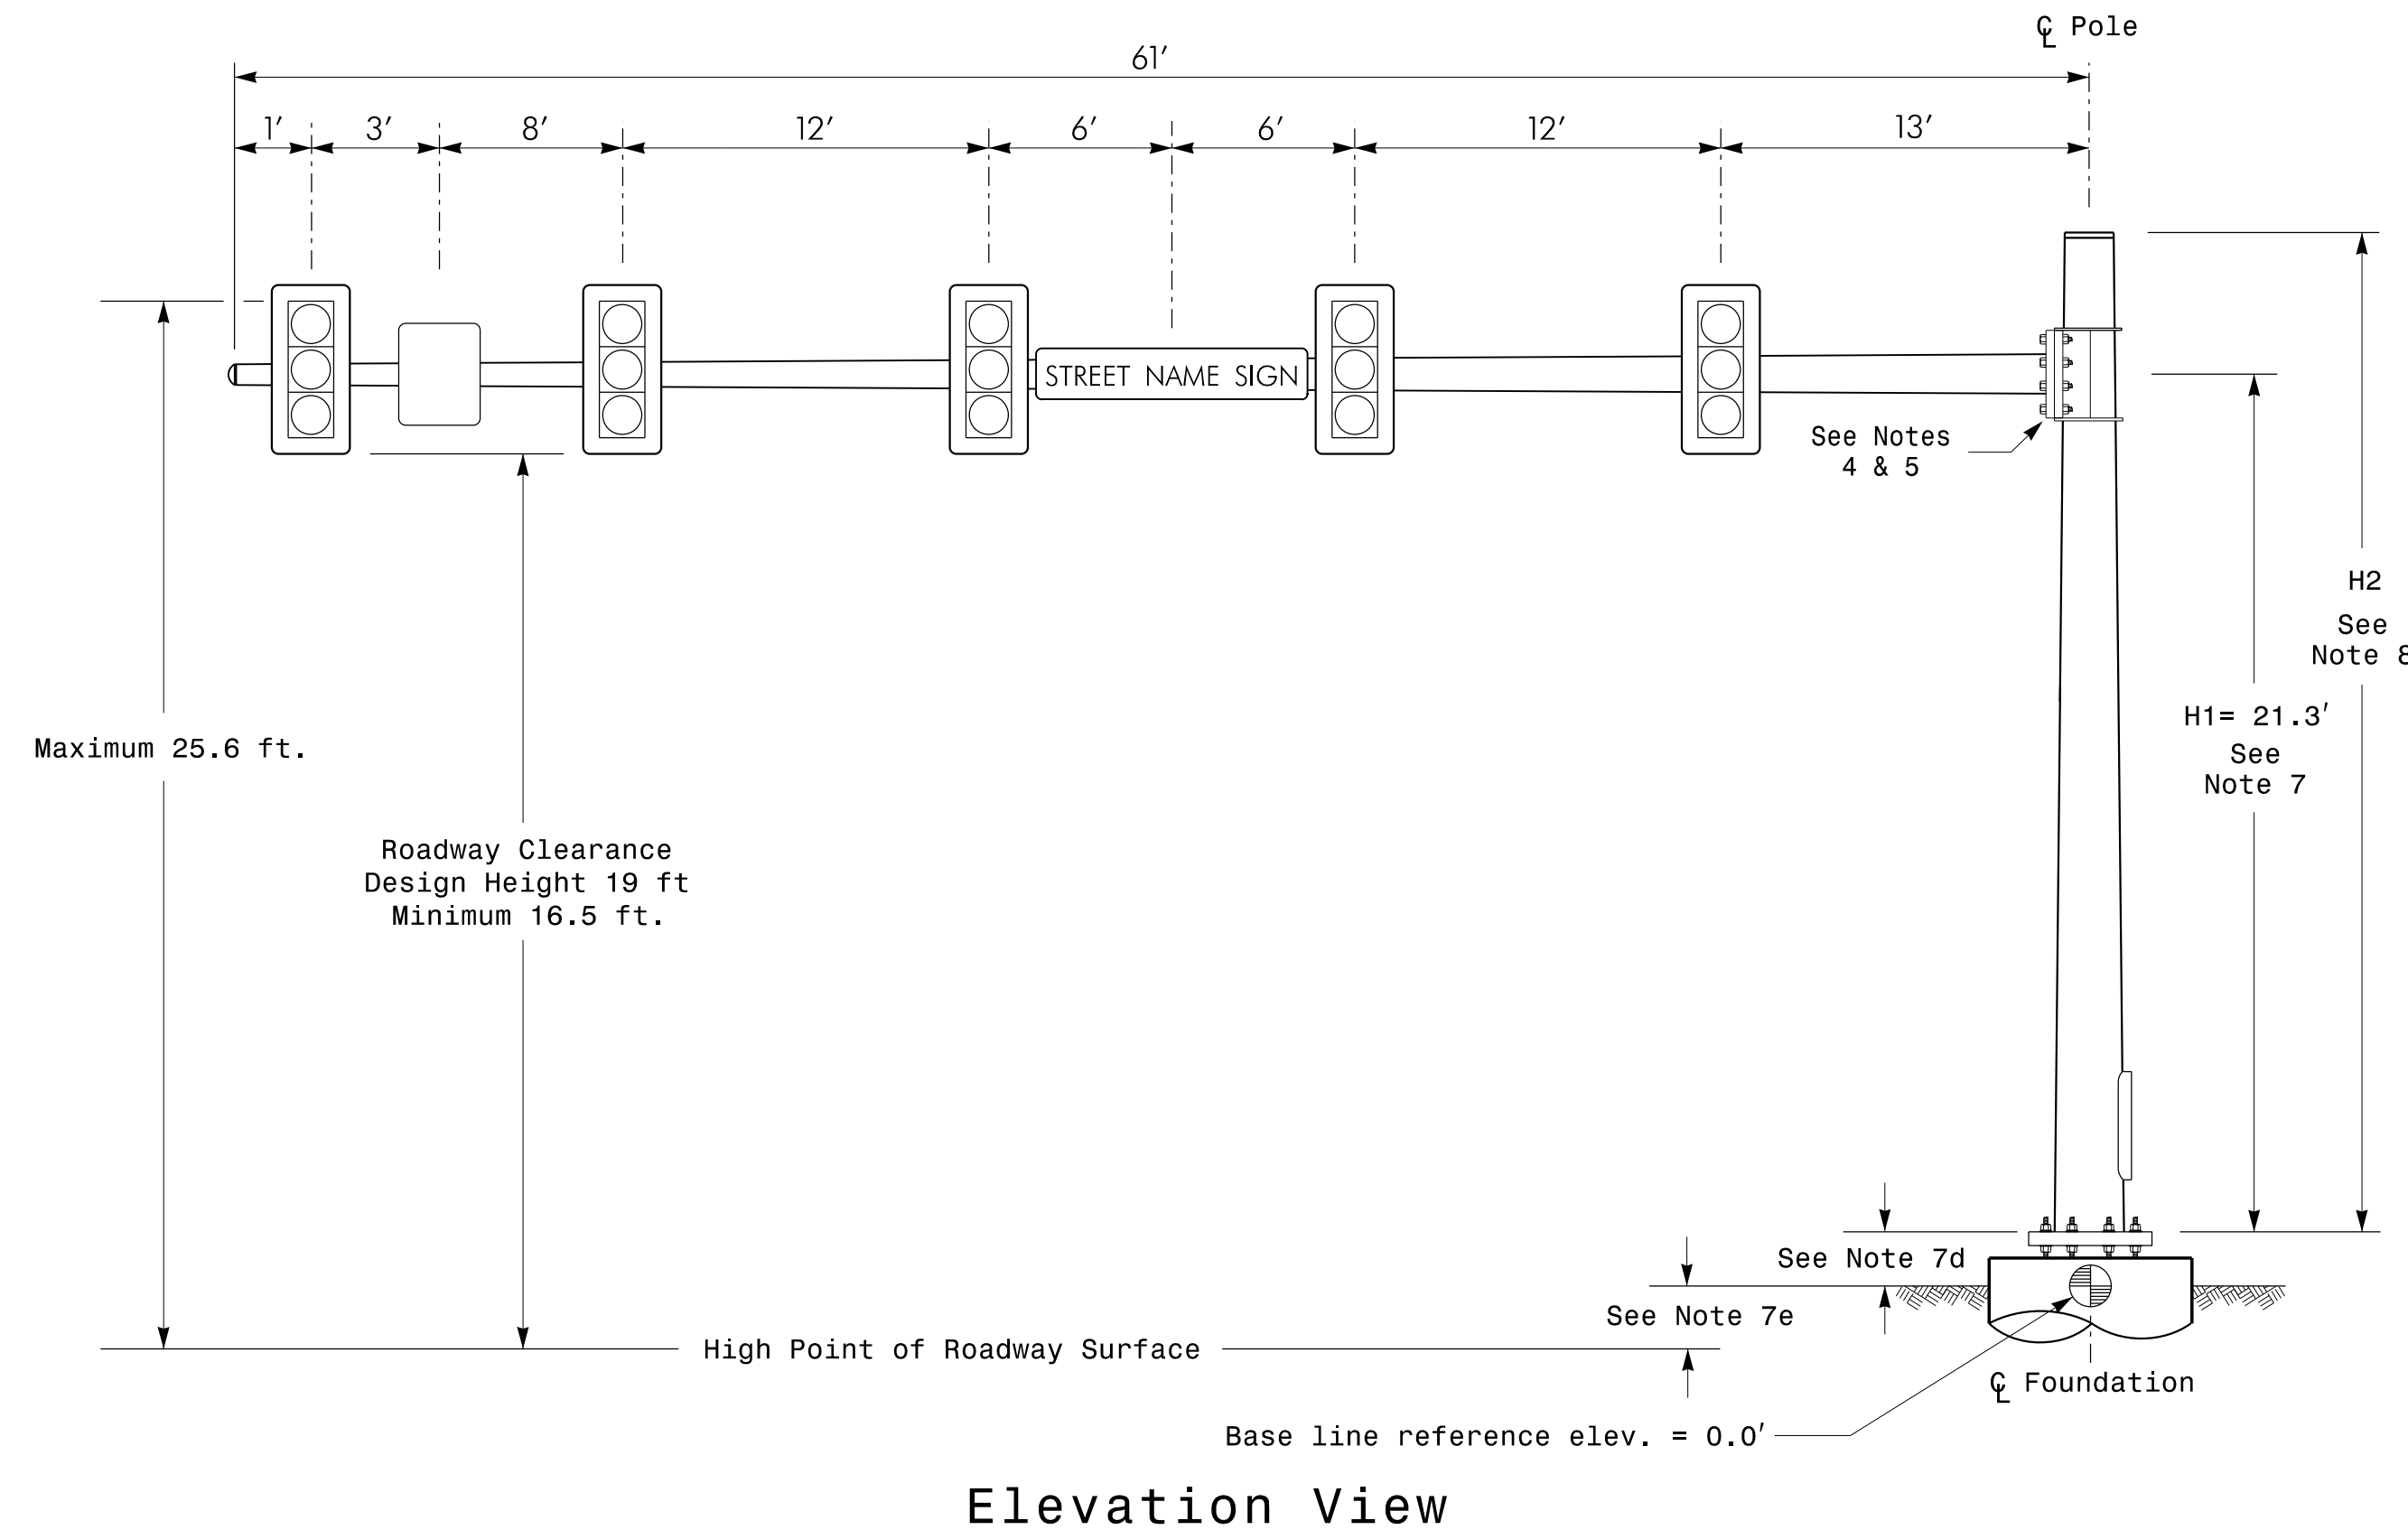 ℄ Pole
61′
1′ 3′ 8′ 12′ 6′ 6′ 12′ 13′
STREET NAME SIGN
See Notes
4 & 5
H2
See
Note 8
H1= 21.3′
See
Note 7
Maximum 25.6 ft.
Roadway Clearance
Design Height 19 ft
Minimum 16.5 ft.
See Note 7d
See Note 7e
High Point of Roadway Surface
℄ Foundation
Base line reference elev. = 0.0′
Elevation View